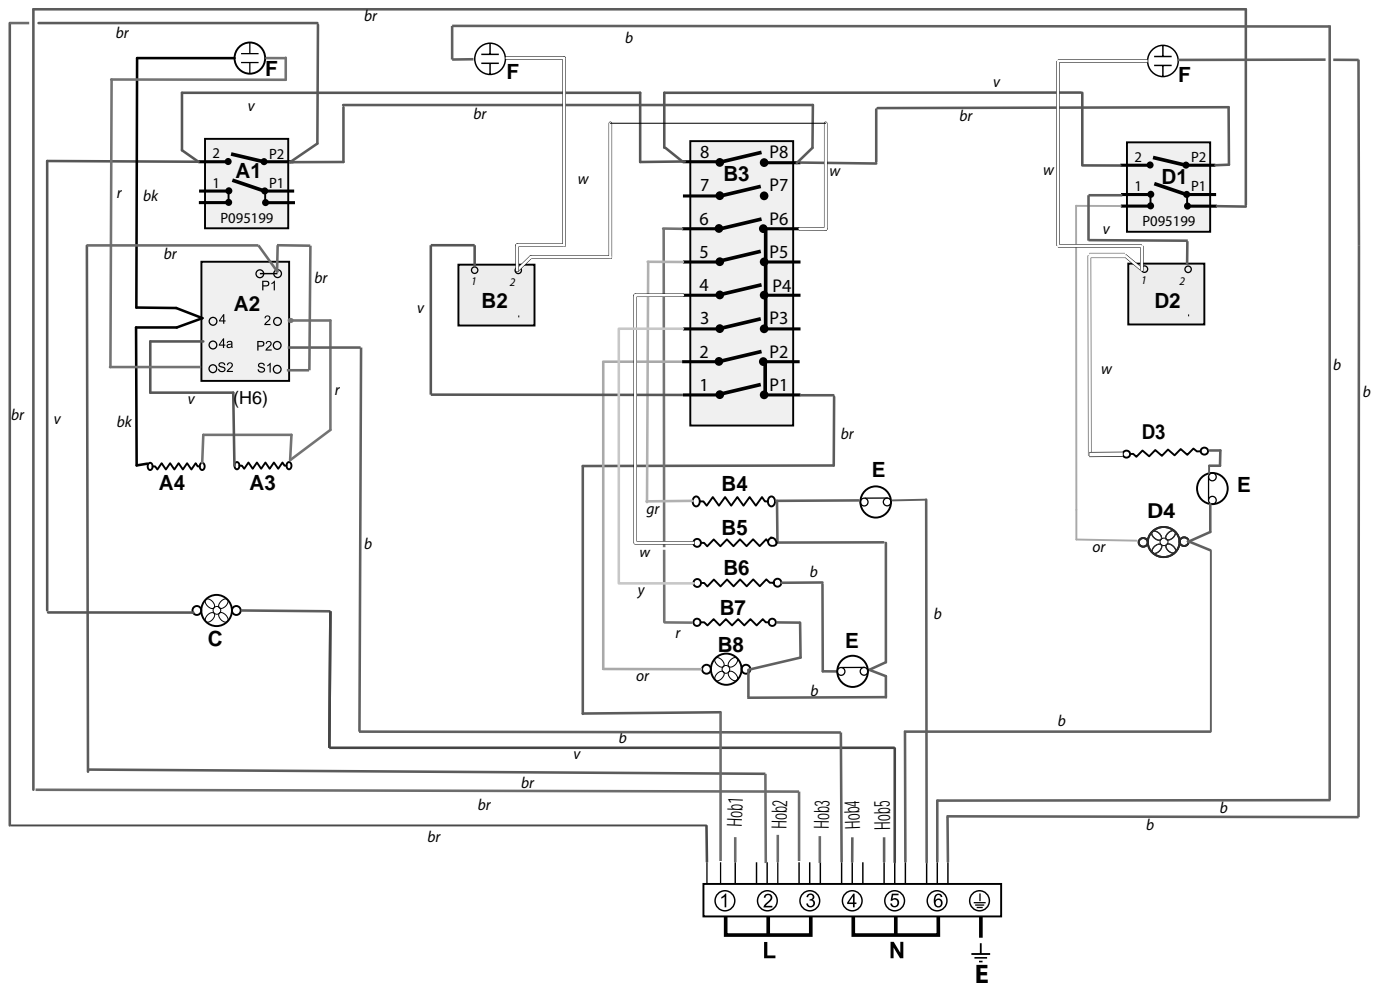 br
br
b
F
F
F
v
br
v
br
2
P2
A1
1
P1
P095199
8
P8
B3
7
P7
6
P6
5
P5
4
P4
3
P3
2
P2
1
P1
2
P2
D1
1
P1
P095199
r
bk
w
w
w
v
br
br
P1
A2
4
2
4a
P2
S2
S1
(H6)
1
2
B2
v
1
2
D2
w
b
b
br
v
bk
v
r
A4
A3
br
D3
E
D4
or
B4
E
gr
B5
w
B6
b
y
B7
r
B8
E
or
b
b
b
C
b
b
v
br
br
br
b
b
Hob1
Hob2
Hob3
Hob4
Hob5
1
2
3
4
5
6
L
N
E